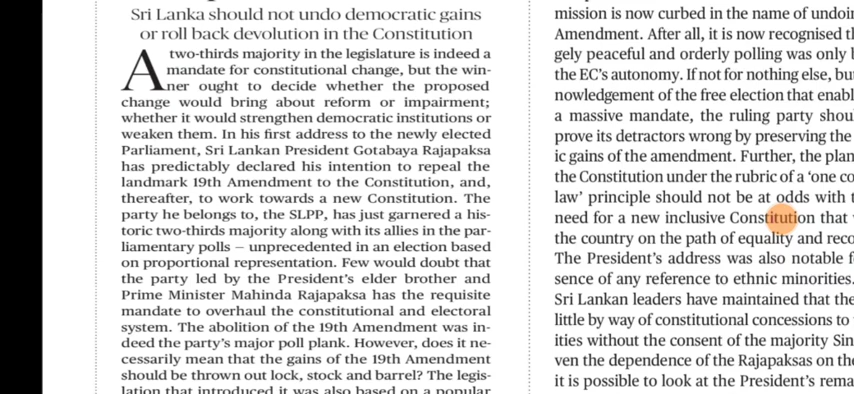 Sri Lanka should not undo democratic gains
or roll back devolution in the Constitution
A two-thirds majority in the legislature is indeed a
mandate for constitutional change, but the win-
ner ought to decide whether the proposed
change would bring about reform or impairment;
whether it would strengthen democratic institutions or
weaken them. In his first address to the newly elected
Parliament, Sri Lankan President Gotabaya Rajapaksa
has predictably declared his intention to repeal the
landmark 19th Amendment to the Constitution, and,
thereafter, to work towards a new Constitution. The
party he belongs to, the SLPP, has just garnered a his-
toric two-thirds majority along with its allies in the par-
liamentary polls — unprecedented in an election based
on proportional representation. Few would doubt that
the party led by the President's elder brother and
Prime Minister Mahinda Rajapaksa has the requisite
mandate to overhaul the constitutional and electoral
system. The abolition of the 19th Amendment was in-
deed the party's major poll plank. However, does it ne-
cessarily mean that the gains of the 19th Amendment
should be thrown out lock, stock and barrel? The legis-
lation that introduced it was also based on a popular
mission is now curbed in the name of undoin
Amendment. After all, it is now recognised t
gely peaceful and orderly polling was only
the EC's autonomy. If not for nothing else, bu
nowledgement of the free election that enabl
a massive mandate, the ruling party shou
prove its detractors wrong by preserving the
ic gains of the amendment. Further, the plan
the Constitution under the rubric of a 'one co
law' principle should not be at odds with
need for a new inclusive Constitution that
the country on the path of equality and reco
The President's address was also notable f
sence of any reference to ethnic minorities.
Sri Lankan leaders have maintained that the
little by way of constitutional concessions to
ities without the consent of the majority Sin
ven the dependence of the Rajapaksas on the
it is possible to look at the President's rema